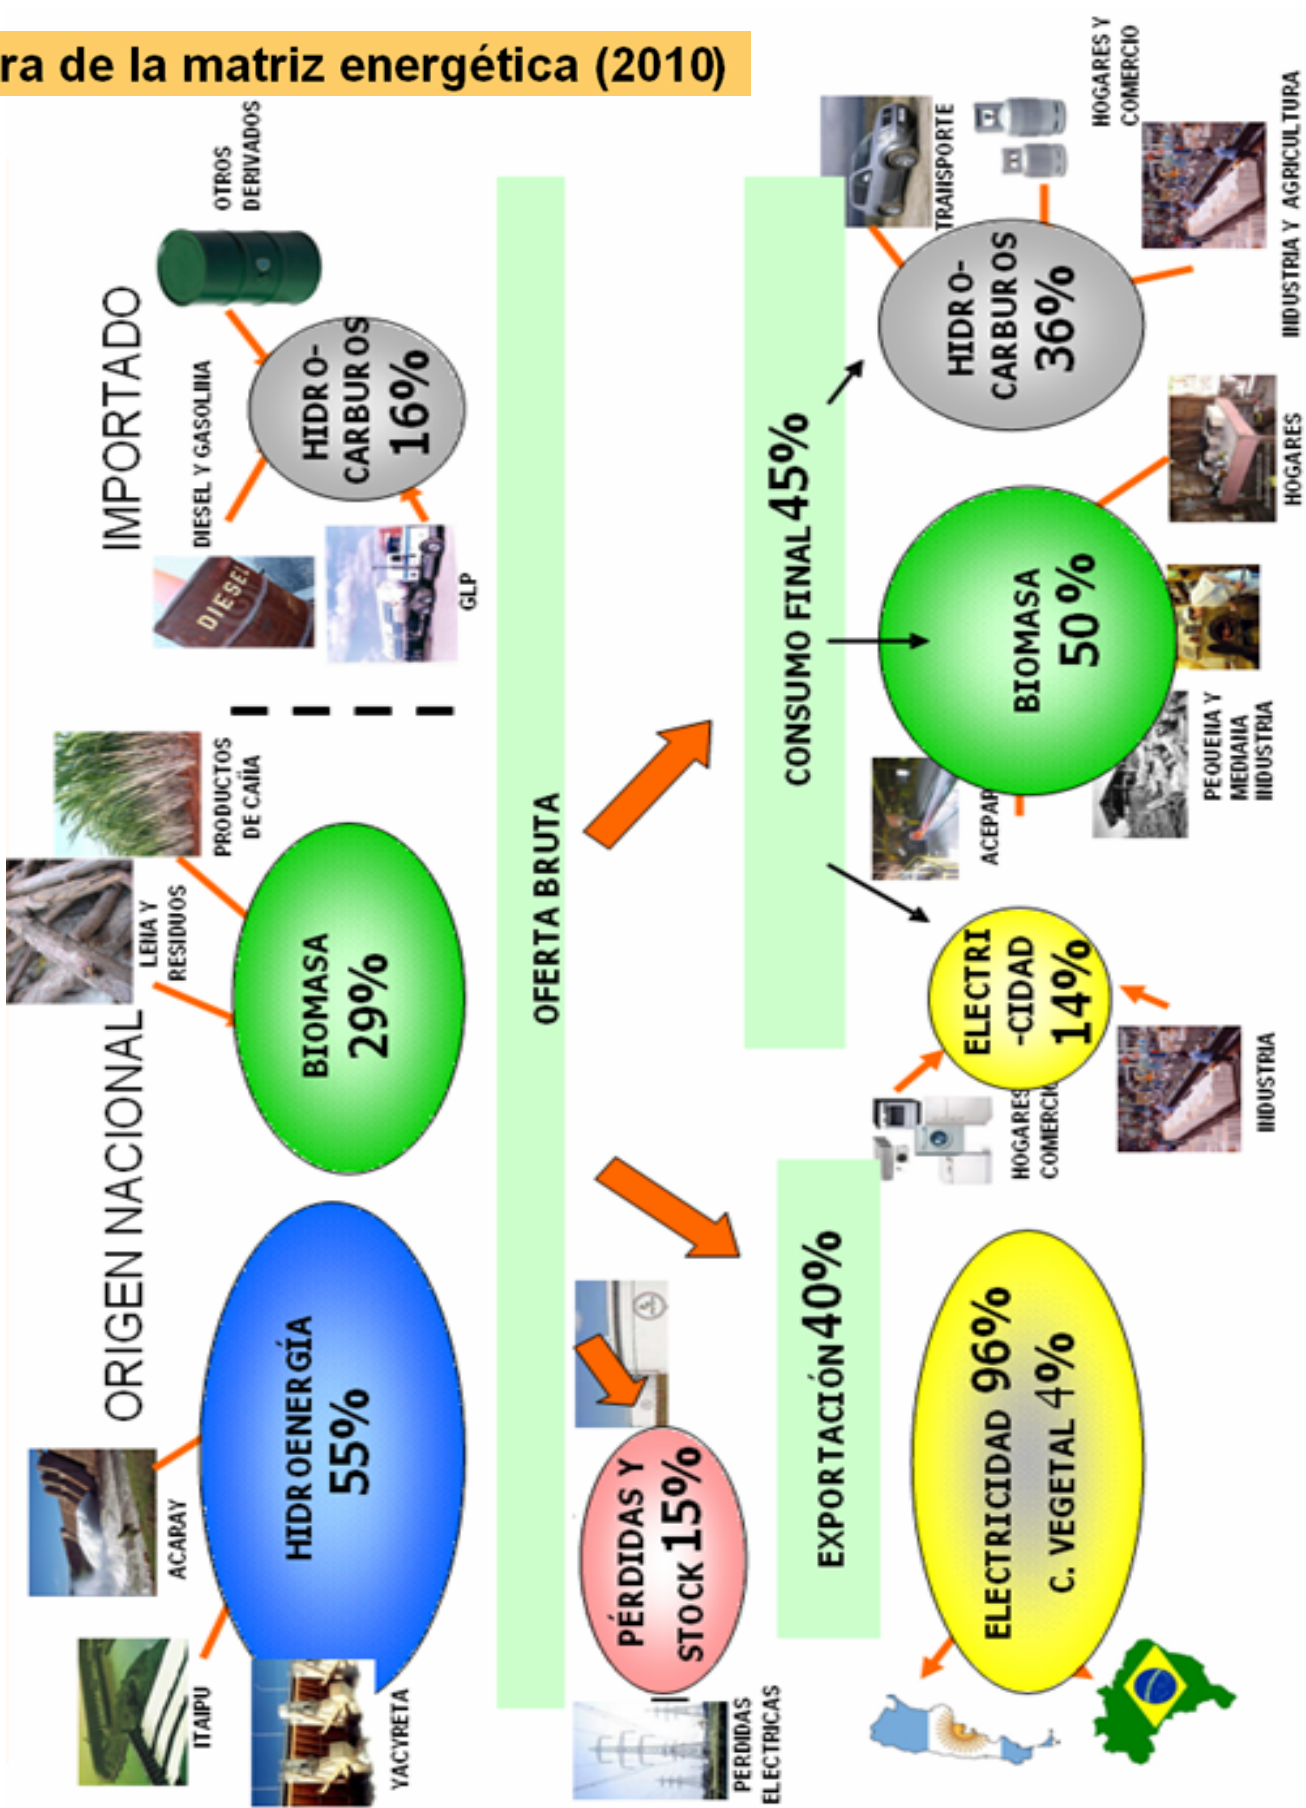 ra de la matriz energética (2010)
ORIGEN NACIONAL
IMPORTADO
ITAIPU
ACARAY
YACYRETA
HIDROENERGÍA
55%
LEÑA Y
RESIDUOS
PRODUCTOS
DE CAÑA
BIOMASA
29%
DIESEL Y GASOLINA
DIESEL
GLP
OTROS
DERIVADOS
HIDRO-
CARBUROS
16%
OFERTA BRUTA
PERDIDAS
ELECTRICAS
PÉRDIDAS Y
STOCK 15%
EXPORTACIÓN 40%
ELECTRICIDAD 96%
C. VEGETAL 4%
CONSUMO FINAL 45%
HOGARES
COMERCI
ELECTRI
-CIDAD
14%
INDUSTRIA
ACEPAR
BIOMASA
50%
PEQUEÑA Y
MEDIANA
INDUSTRIA
HOGARES
HIDRO-
CARBUROS
36%
TRANSPORTE
HOGARES Y
COMERCIO
INDUSTRIA Y AGRICULTURA